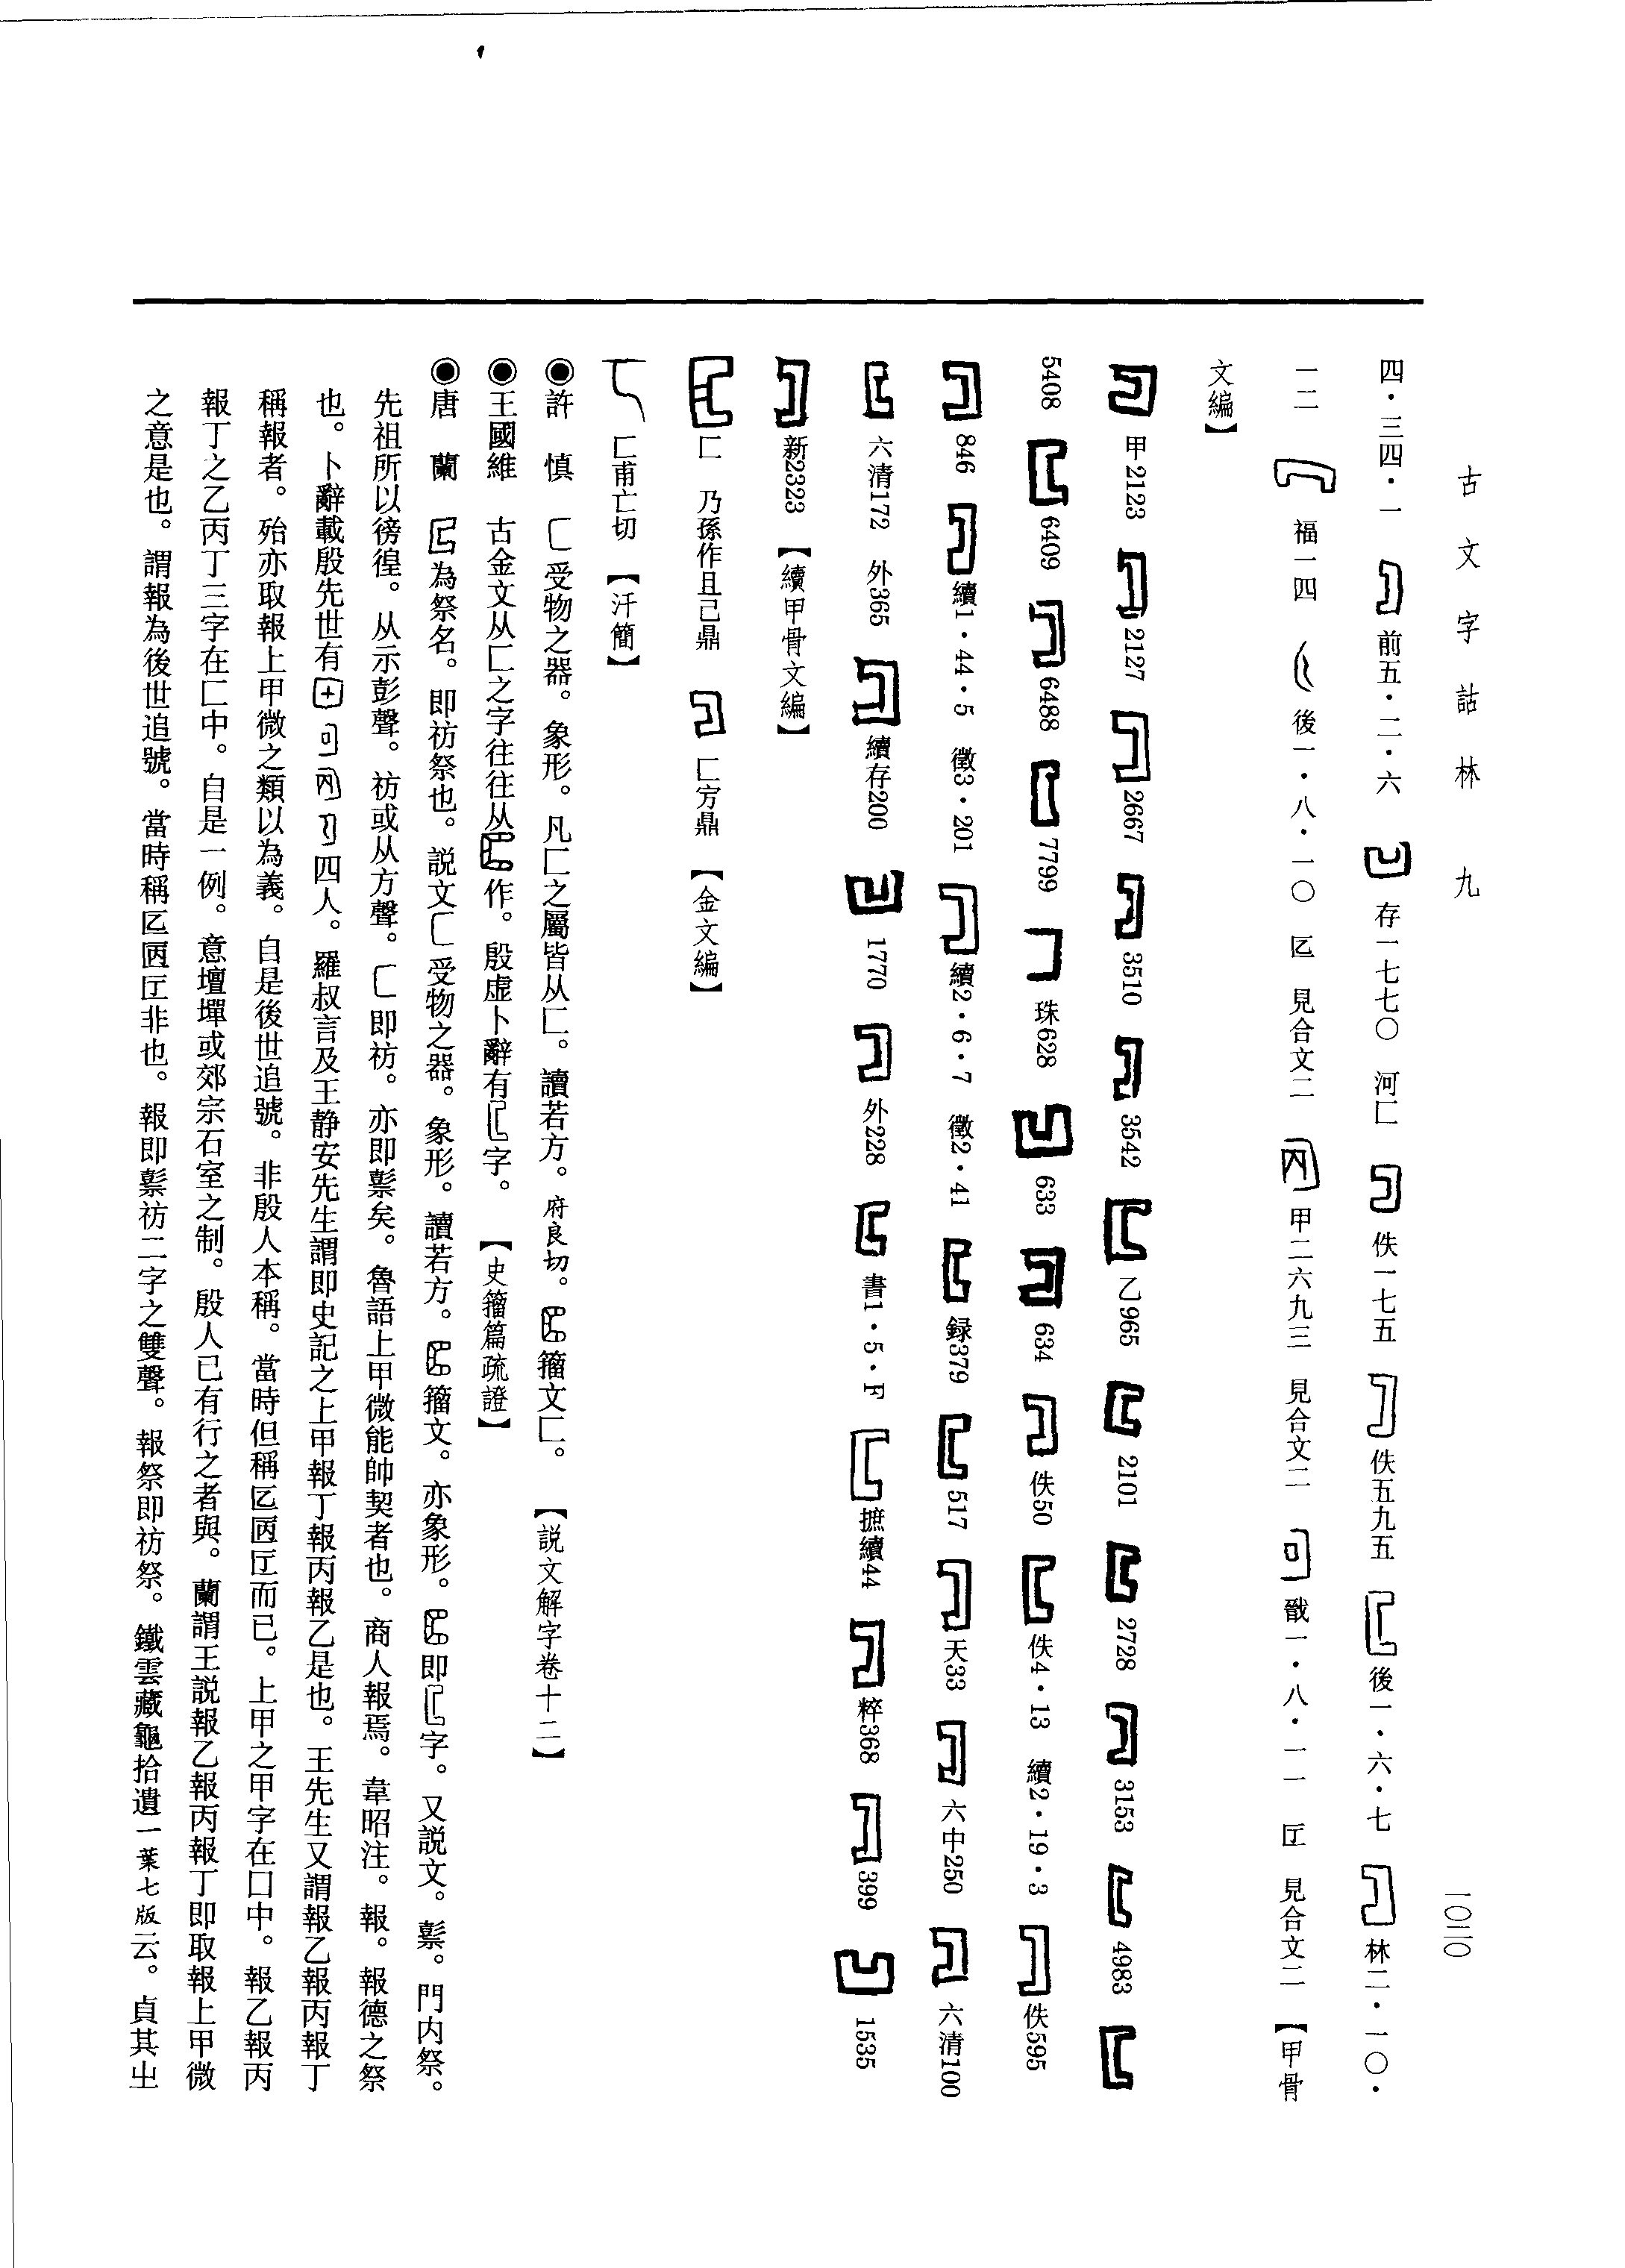 古文字詁林 九
一〇二〇
四·三四·一 前五·二·六 存一七七〇 河匚 佚一七五 佚五九五 後一·六·七 林二·一〇·
一二 福一四 後一·八·一〇 匛 見合文二 甲二六九三 見合文二 戩一·八·一一 見合文二 【甲骨
文編】
甲2123 2127 2667 3510 3542 乙965 2101 2728 3153 4983
5408 6409 6488 7799 珠628 633 634 佚50 佚4·13 續2·19·3 佚595
846 續1·44·5 徵3·201 續2·6·7 徵2·41 録379 517 天33 六中250 六清100
六清172 外365 續存200 1770 外228 書1·5·F 摭續44 粹368 399 1535
新2323 【續甲骨文編】
匚 乃孫作且己鼎 匚宄鼎 【金文編】
匚甫亡切 【汗簡】
◉許 慎 匚受物之器。象形。凡匚之屬皆从匚。讀若方。府良切。籀文匚。 【説文解字卷十二】
◉王國維 古金文从匚之字往往从作。殷虛卜辭有字。 【史籀篇疏證】
◉唐 蘭 為祭名。即祊祭也。説文匚受物之器。象形。讀若方。籀文。亦象形。即字。又説文。䰆。門内祭。
先祖所以徬徨。从示彭聲。祊或从方聲。匚即祊。亦即䰆矣。魯語上甲微能帥契者也。商人報焉。韋昭注。報。報德之祭
也。卜辭載殷先世有四人。羅叔言及王静安先生謂即史記之上甲報丁報丙報乙是也。王先生又謂報乙報丙報丁
稱報者。殆亦取報上甲微之類以為義。自是後世追號。非殷人本稱。當時但稱而已。上甲之甲字在囗中。報乙報丙
報丁之乙丙丁三字在匚中。自是一例。意壇墠或郊宗石室之制。殷人已有行之者與。蘭謂王説報乙報丙報丁即取報上甲微
之意是也。謂報為後世追號。當時稱非也。報即䰆祊二字之雙聲。報祭即祊祭。鐵雲藏龜拾遺一葉七版云。貞其㞢